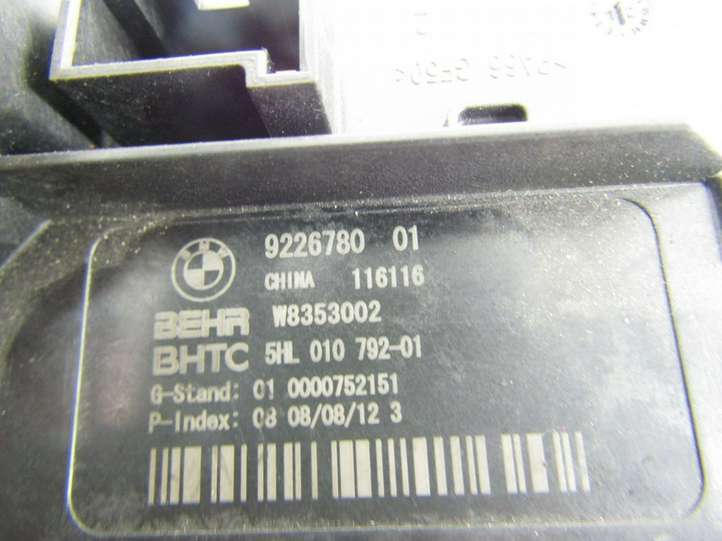 BMW
9226780 01
CHINA 116116
BEHR W8353002
BHTC 5HL 010 792-01
G-Stand: 01 0000752151
P-Index: 08 08/08/12 3